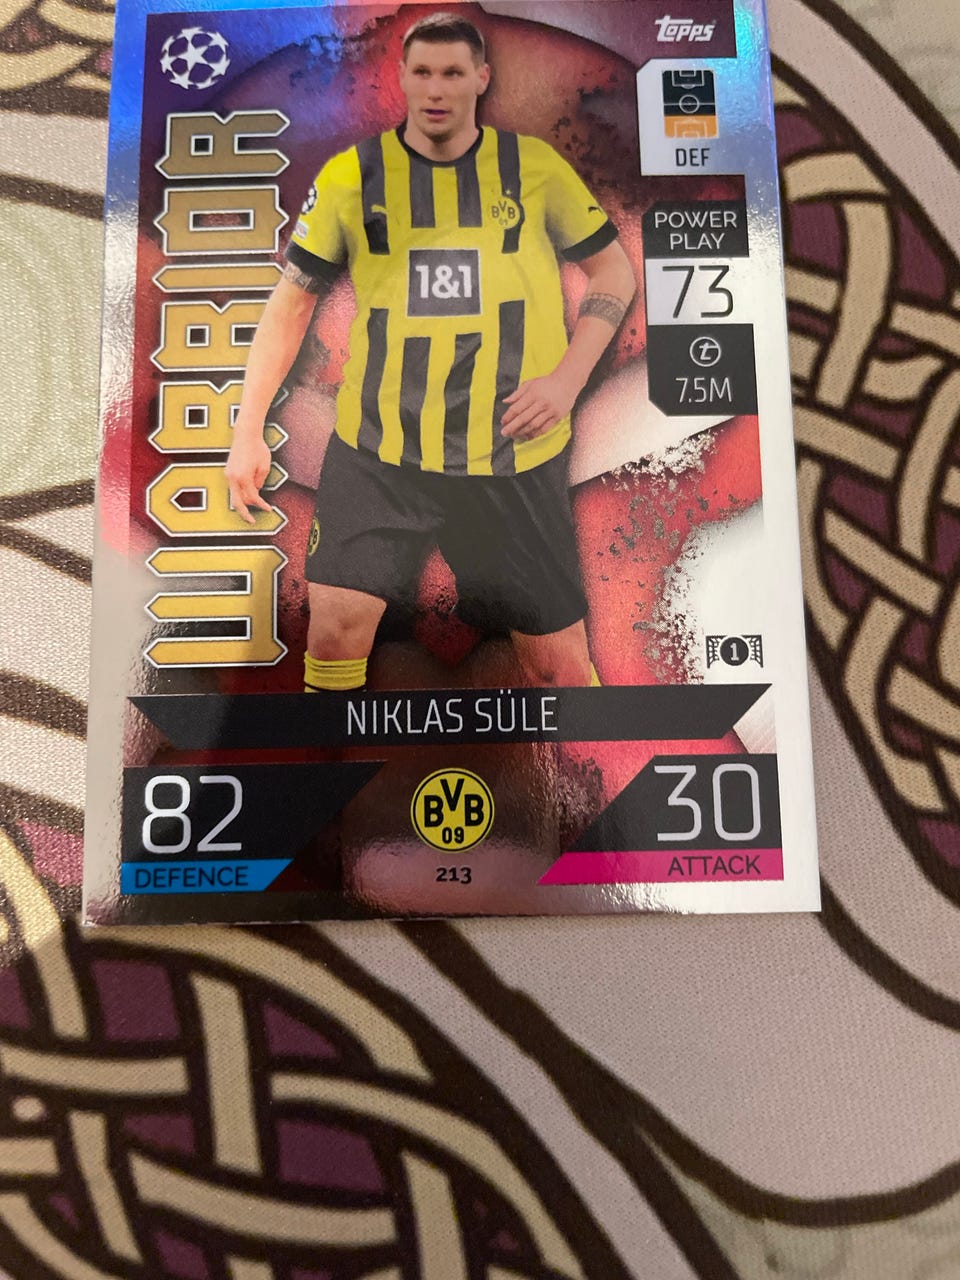 topps
WARRIOR
DEF
POWER
PLAY
73
t
7.5M
BVB
09
1&1
1
NIKLAS SÜLE
82
DEFENCE
BVB
09
213
30
ATTACK